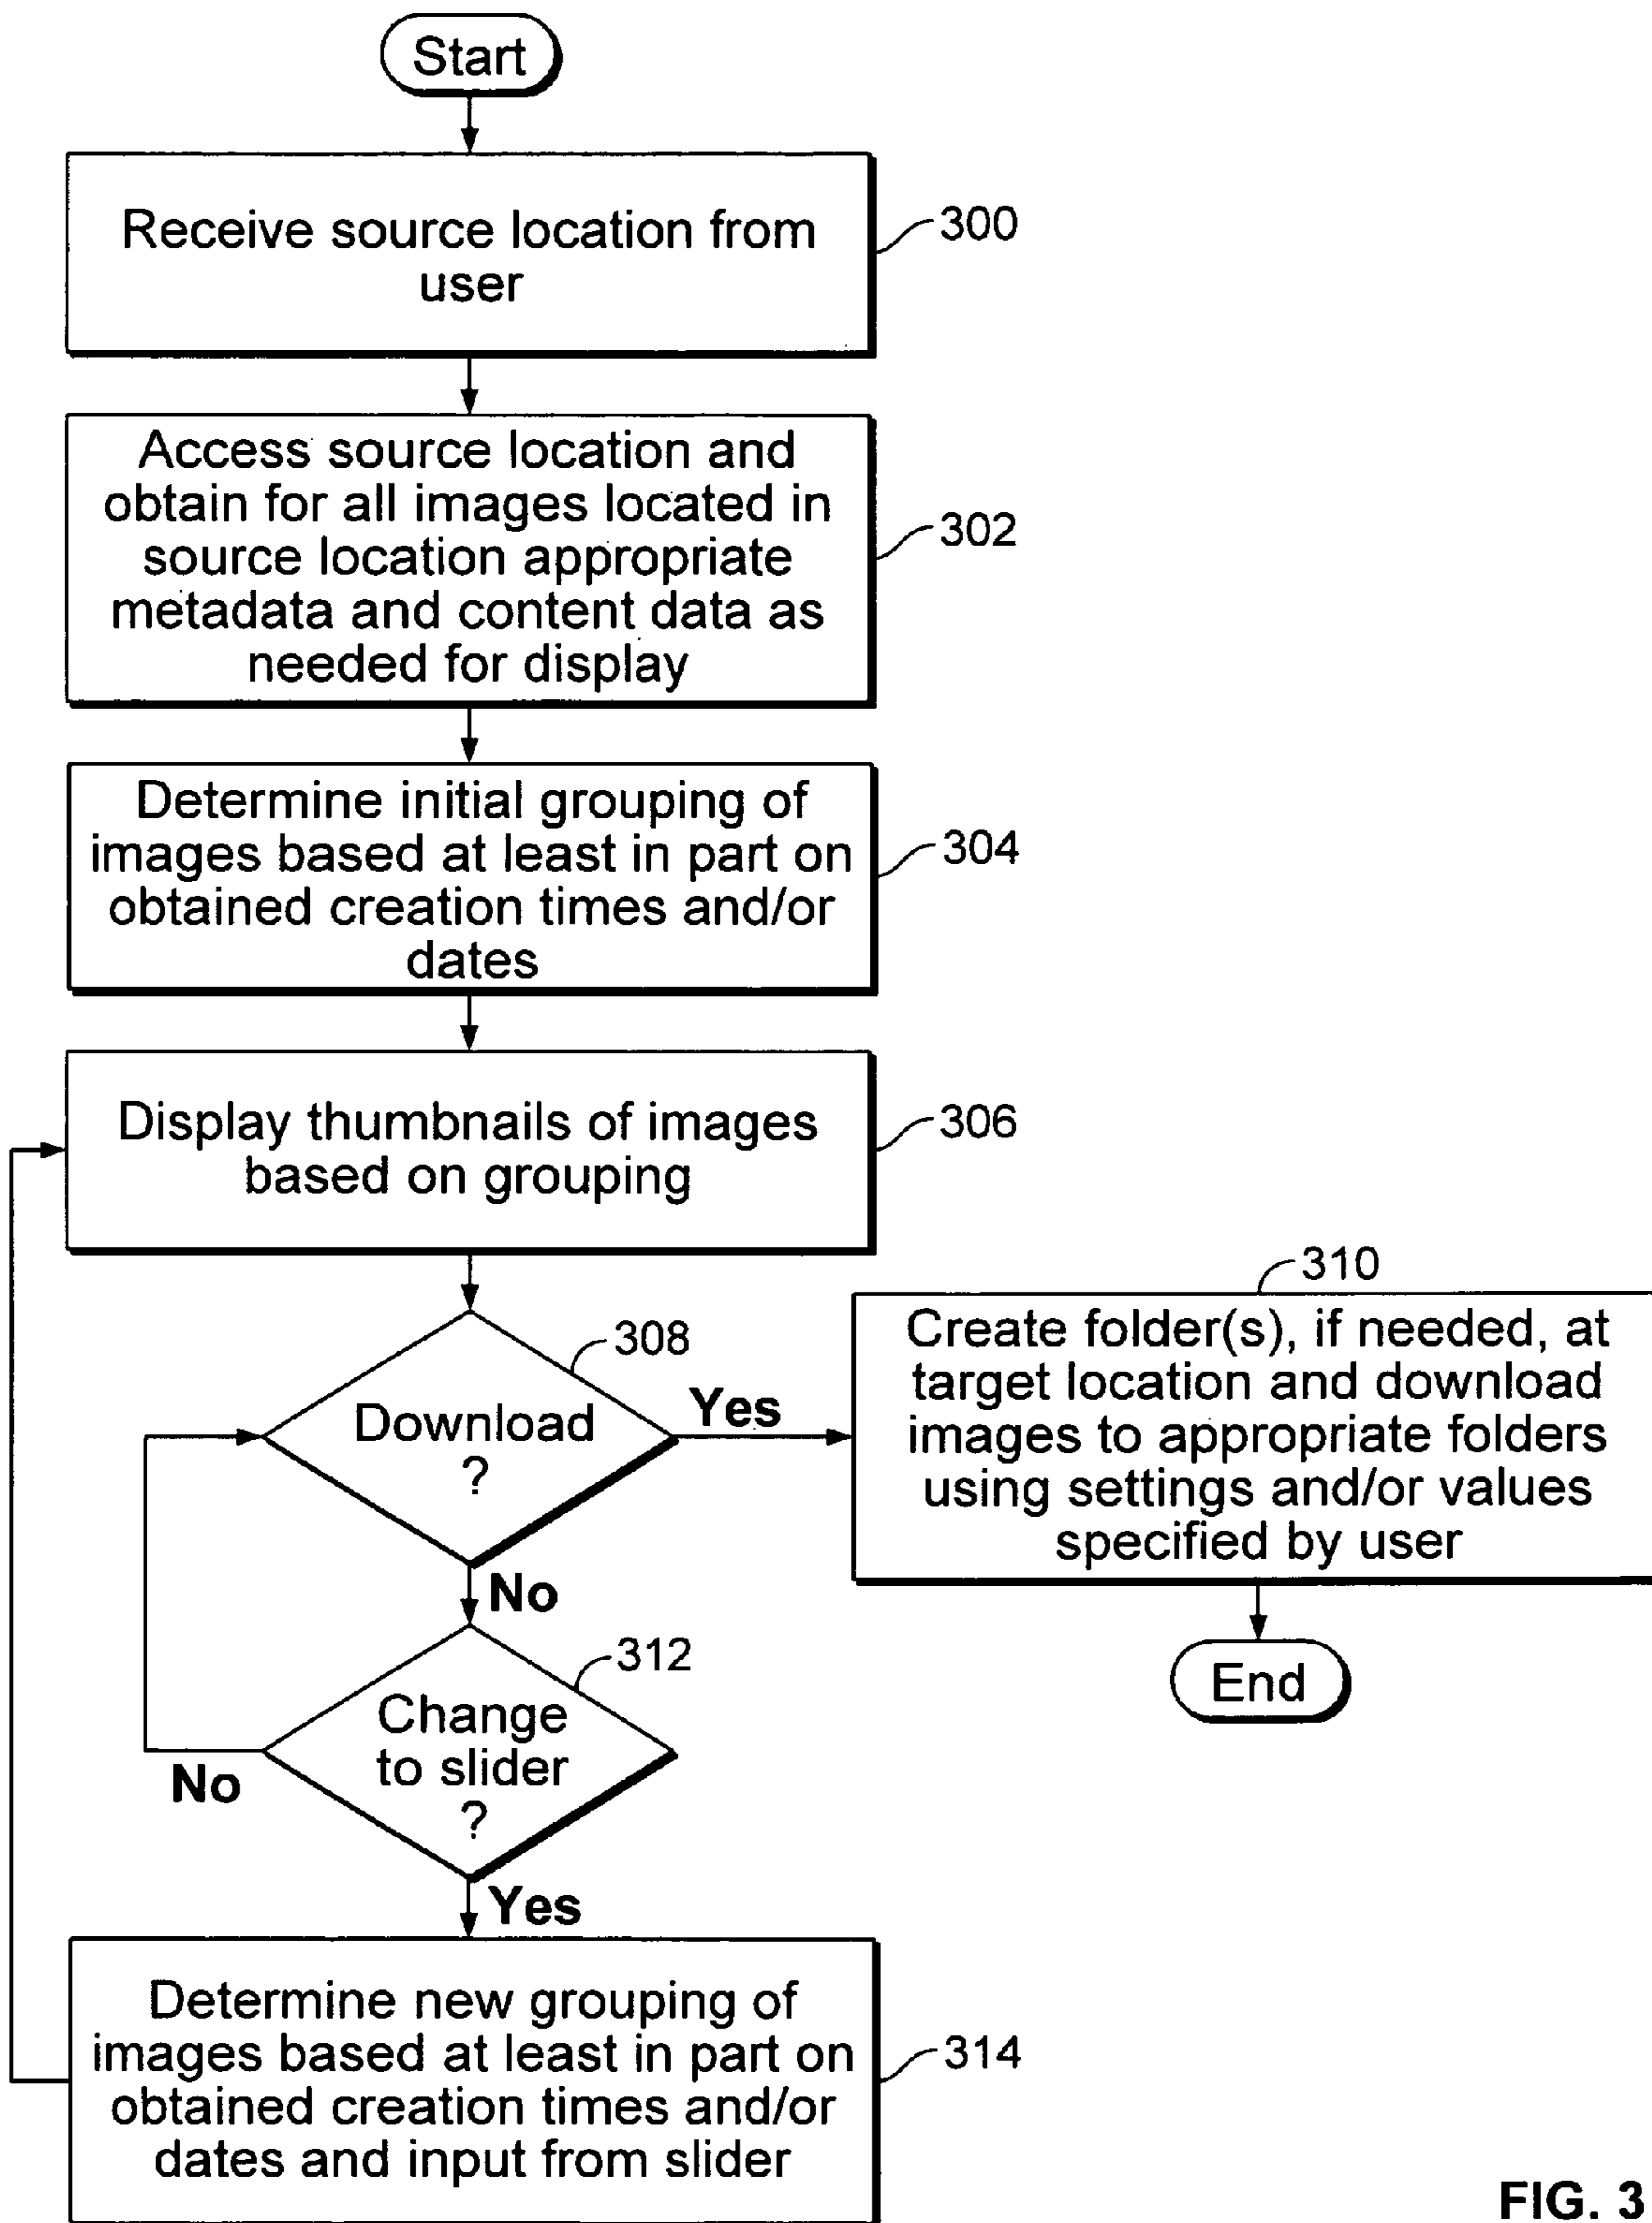 Start
Receive source location from
user
300
Access source location and
obtain for all images located in
source location appropriate
metadata and content data as
needed for display
302
Determine initial grouping of
images based at least in part on
obtained creation times and/or
dates
304
Display thumbnails of images
based on grouping
306
308
Download
?
Yes
310
Create folder(s), if needed, at
target location and download
images to appropriate folders
using settings and/or values
specified by user
No
End
312
Change
to slider
?
No
Yes
Determine new grouping of
images based at least in part on
obtained creation times and/or
dates and input from slider
314
FIG. 3